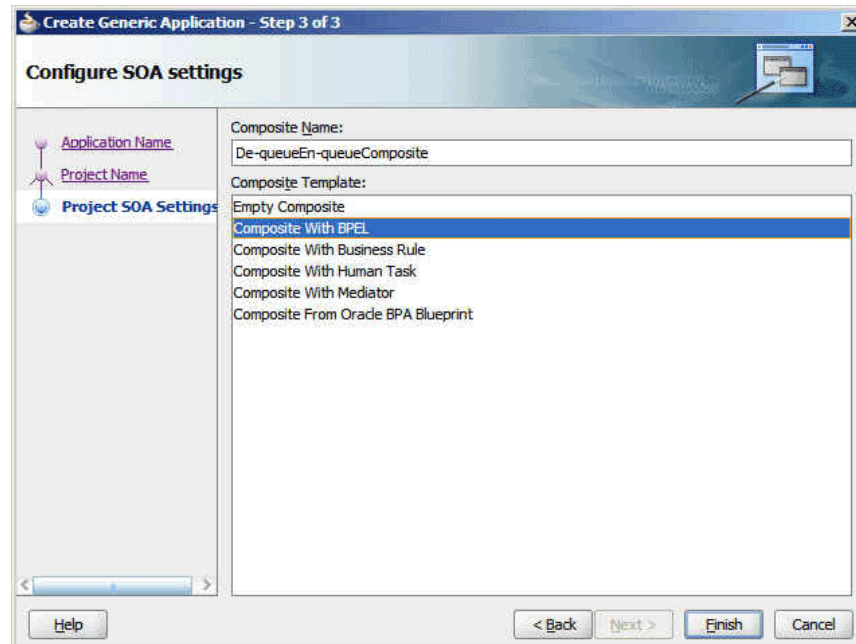 Create Generic Application - Step 3 of 3
Configure SOA settings
Application Name
Project Name
Project SOA Settings
Composite Name:
De-queueEn-queueComposite
Composite Template:
Empty Composite
Composite With BPEL
Composite With Business Rule
Composite With Human Task
Composite With Mediator
Composite From Oracle BPA Blueprint
Help
< Back
Next >
Finish
Cancel